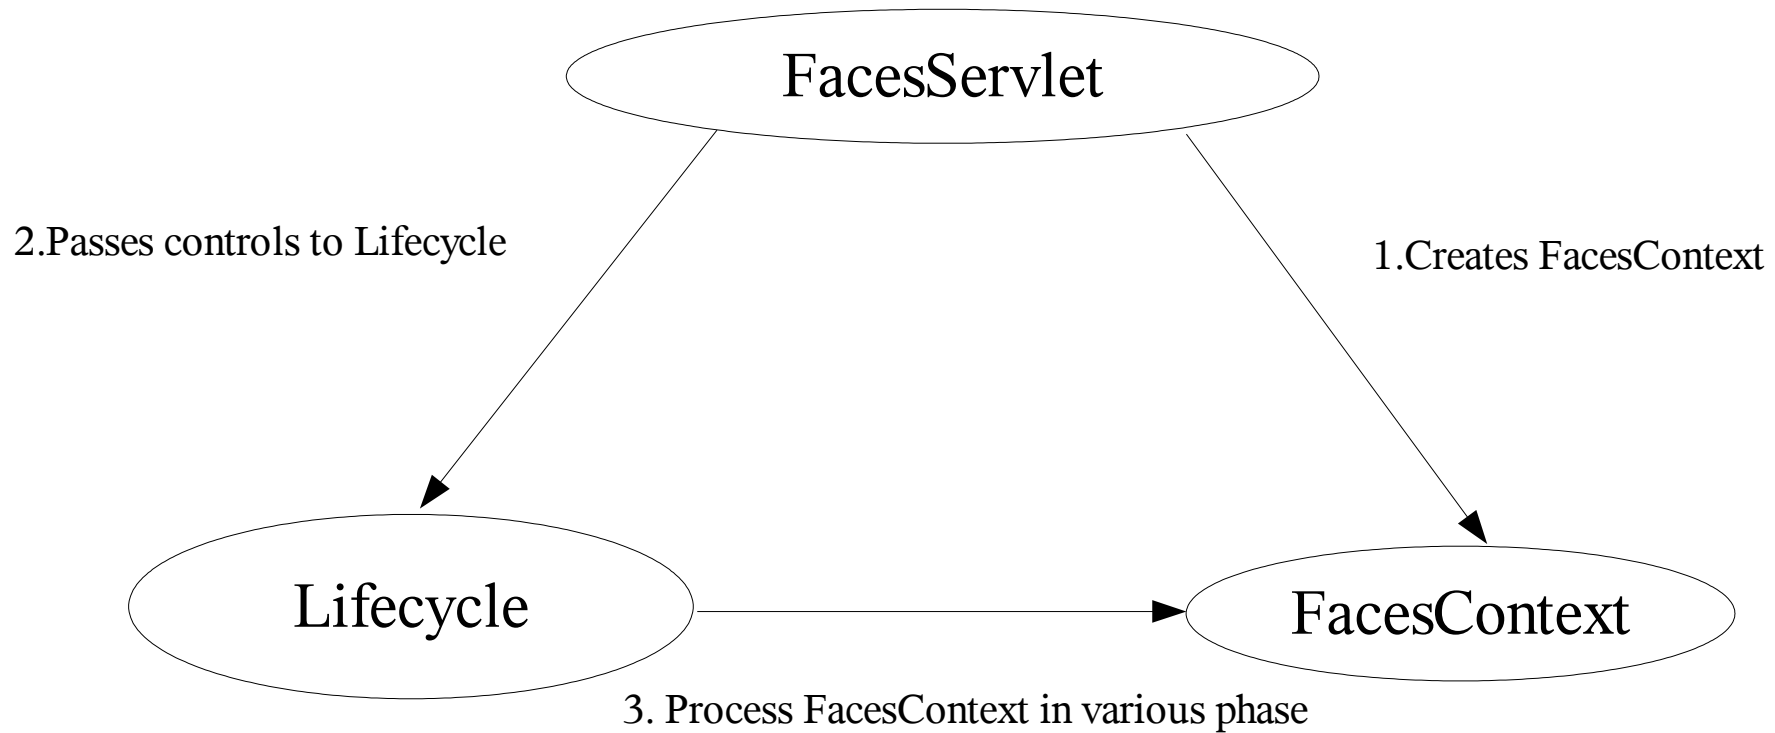 FacesServlet
2.Passes controls to Lifecycle
1.Creates FacesContext
Lifecycle
FacesContext
3. Process FacesContext in various phase